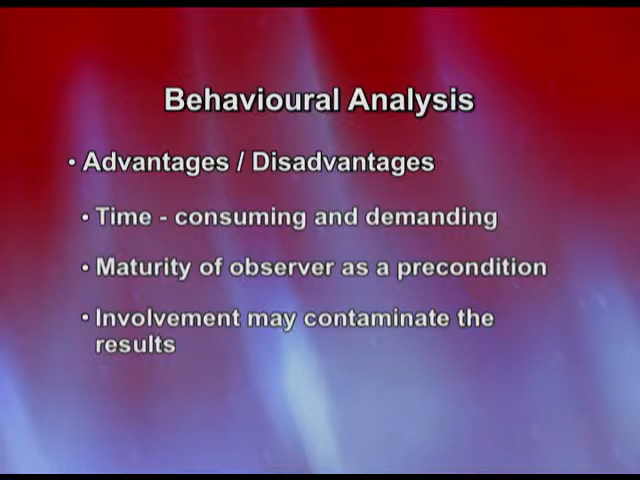 Behavioural Analysis
• Advantages / Disadvantages
• Time - consuming and demanding
• Maturity of observer as a precondition
• Involvement may contaminate the
results